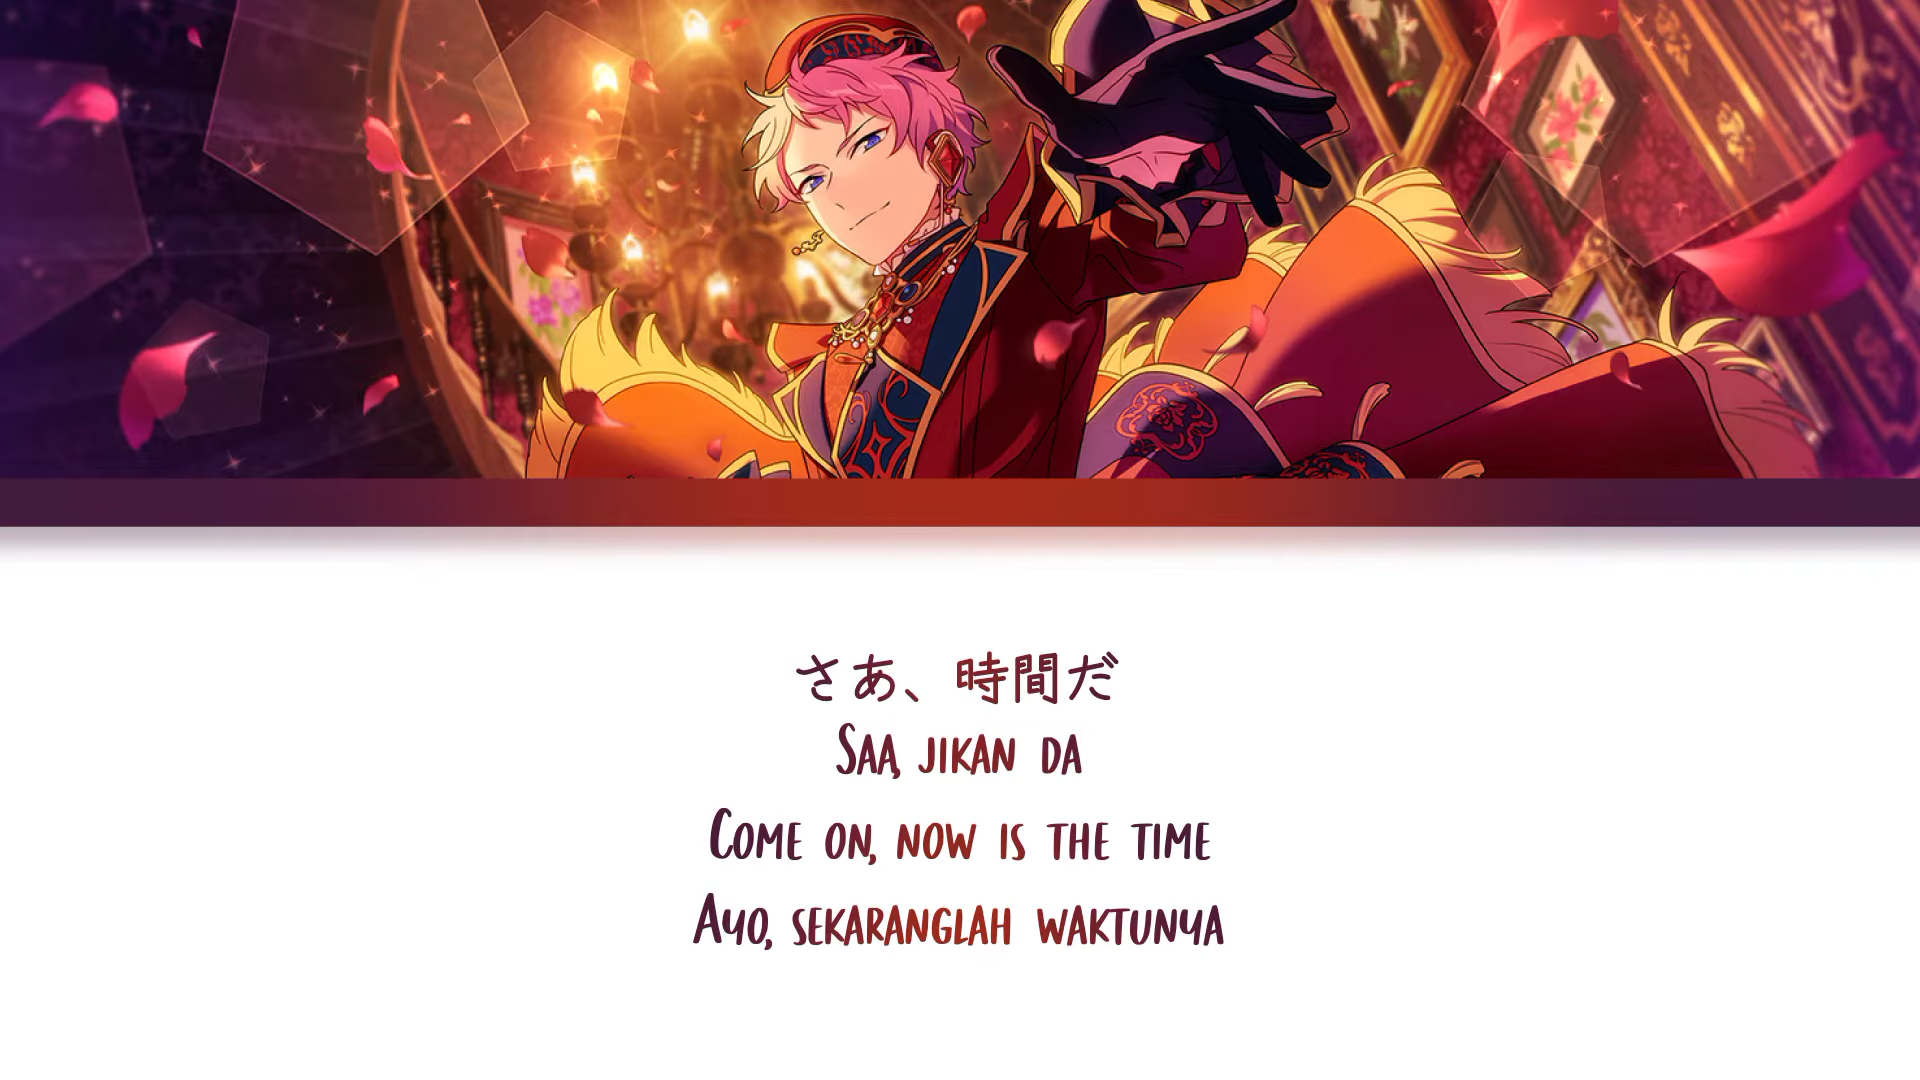 さあ、時間だ
Saa, jikan da
Come on, now is the time
Ayo, sekaranglah waktunya